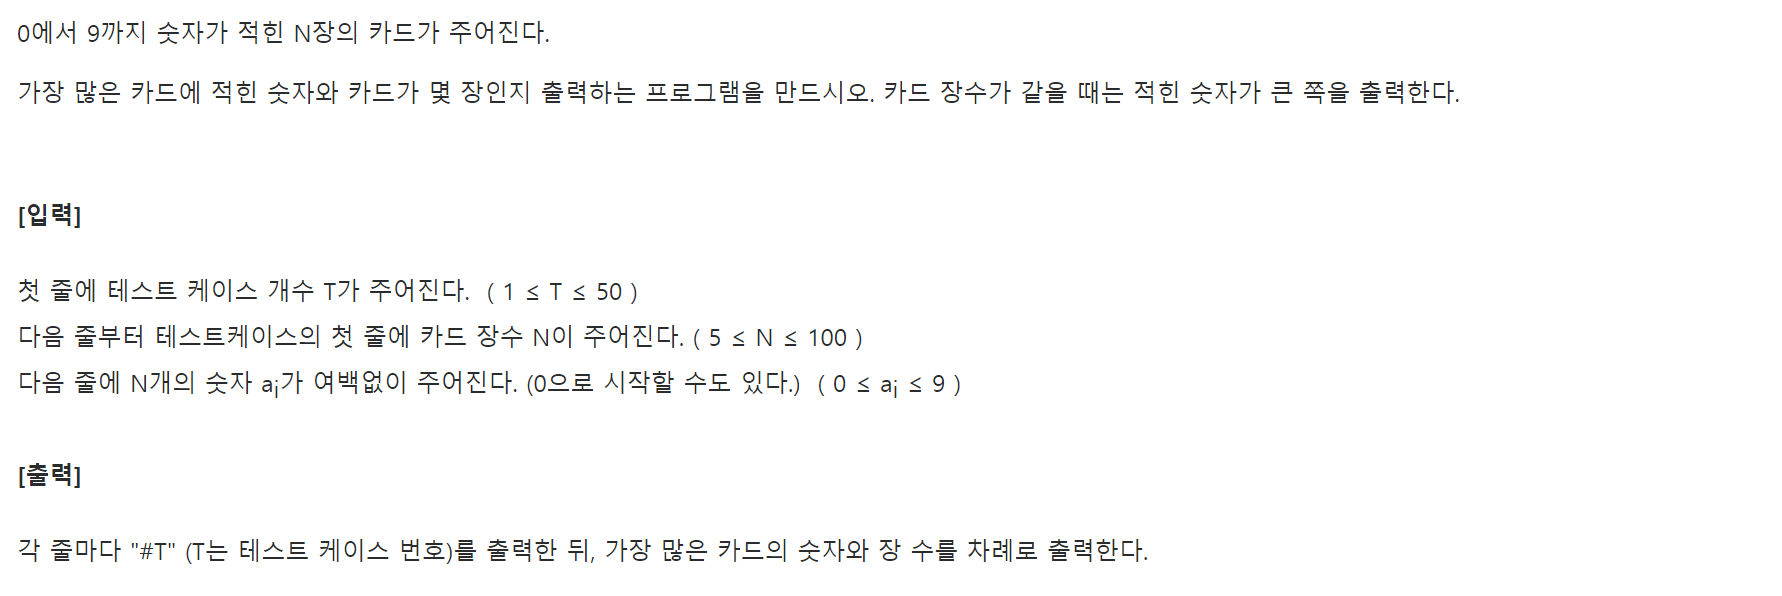 0에서 9까지 숫자가 적힌 N장의 카드가 주어진다.
가장 많은 카드에 적힌 숫자와 카드가 몇 장인지 출력하는 프로그램을 만드시오. 카드 장수가 같을 때는 적힌 숫자가 큰 쪽을 출력한다.
[입력]
첫 줄에 테스트 케이스 개수 T가 주어진다.  ( 1 ≤ T ≤ 50 )
다음 줄부터 테스트케이스의 첫 줄에 카드 장수 N이 주어진다. ( 5 ≤ N ≤ 100 )
다음 줄에 N개의 숫자 ai가 여백없이 주어진다. (0으로 시작할 수도 있다.)  ( 0 ≤ ai ≤ 9 )
[출력]
각 줄마다 "#T" (T는 테스트 케이스 번호)를 출력한 뒤, 가장 많은 카드의 숫자와 장 수를 차례로 출력한다.